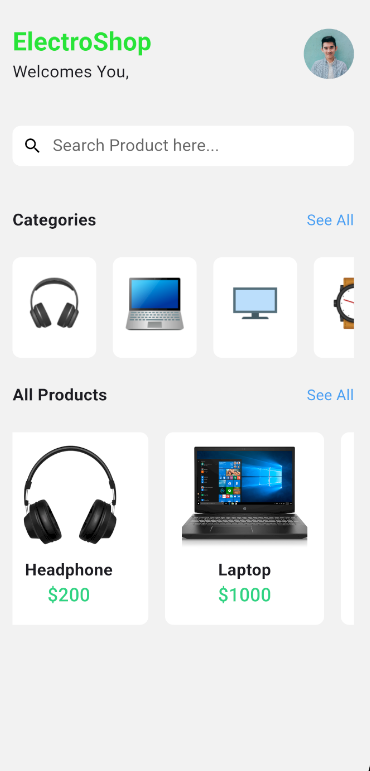 ElectroShop
Welcomes You,
Search Product here...
Categories
See All
All Products
See All
Headphone
$200
Laptop
$1000